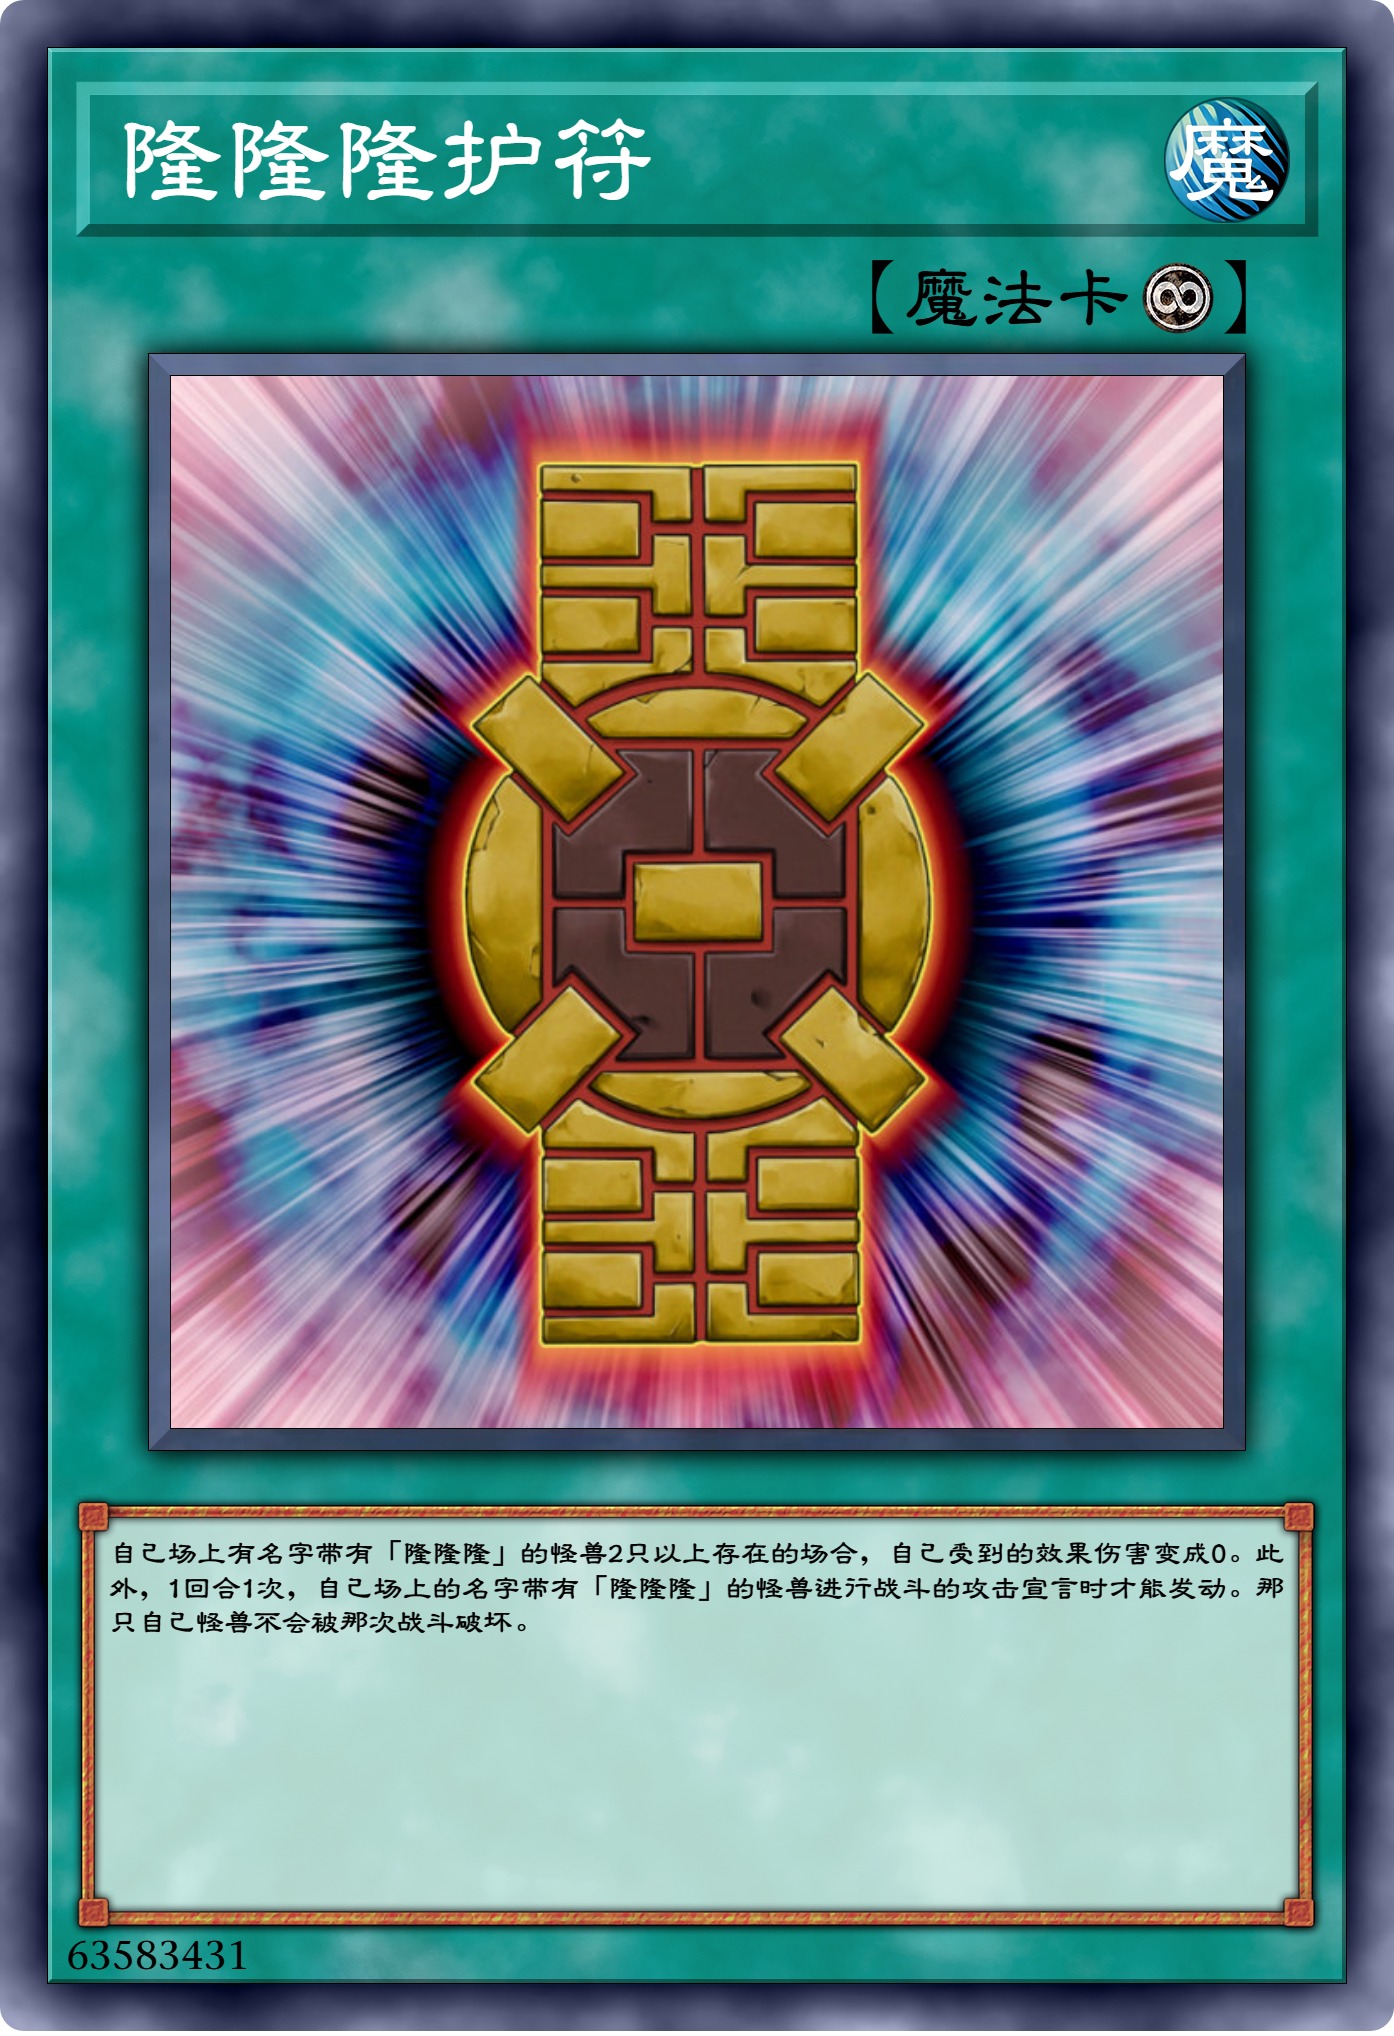 隆隆隆护符
魔
【魔法卡】
自己场上有名字带有「隆隆隆」的怪兽2只以上存在的场合，自己受到的效果伤害变成0。此
外，1回合1次，自己场上的名字带有「隆隆隆」的怪兽进行战斗的攻击宣言时才能发动。那
只自己怪兽不会被那次战斗破坏。
63583431